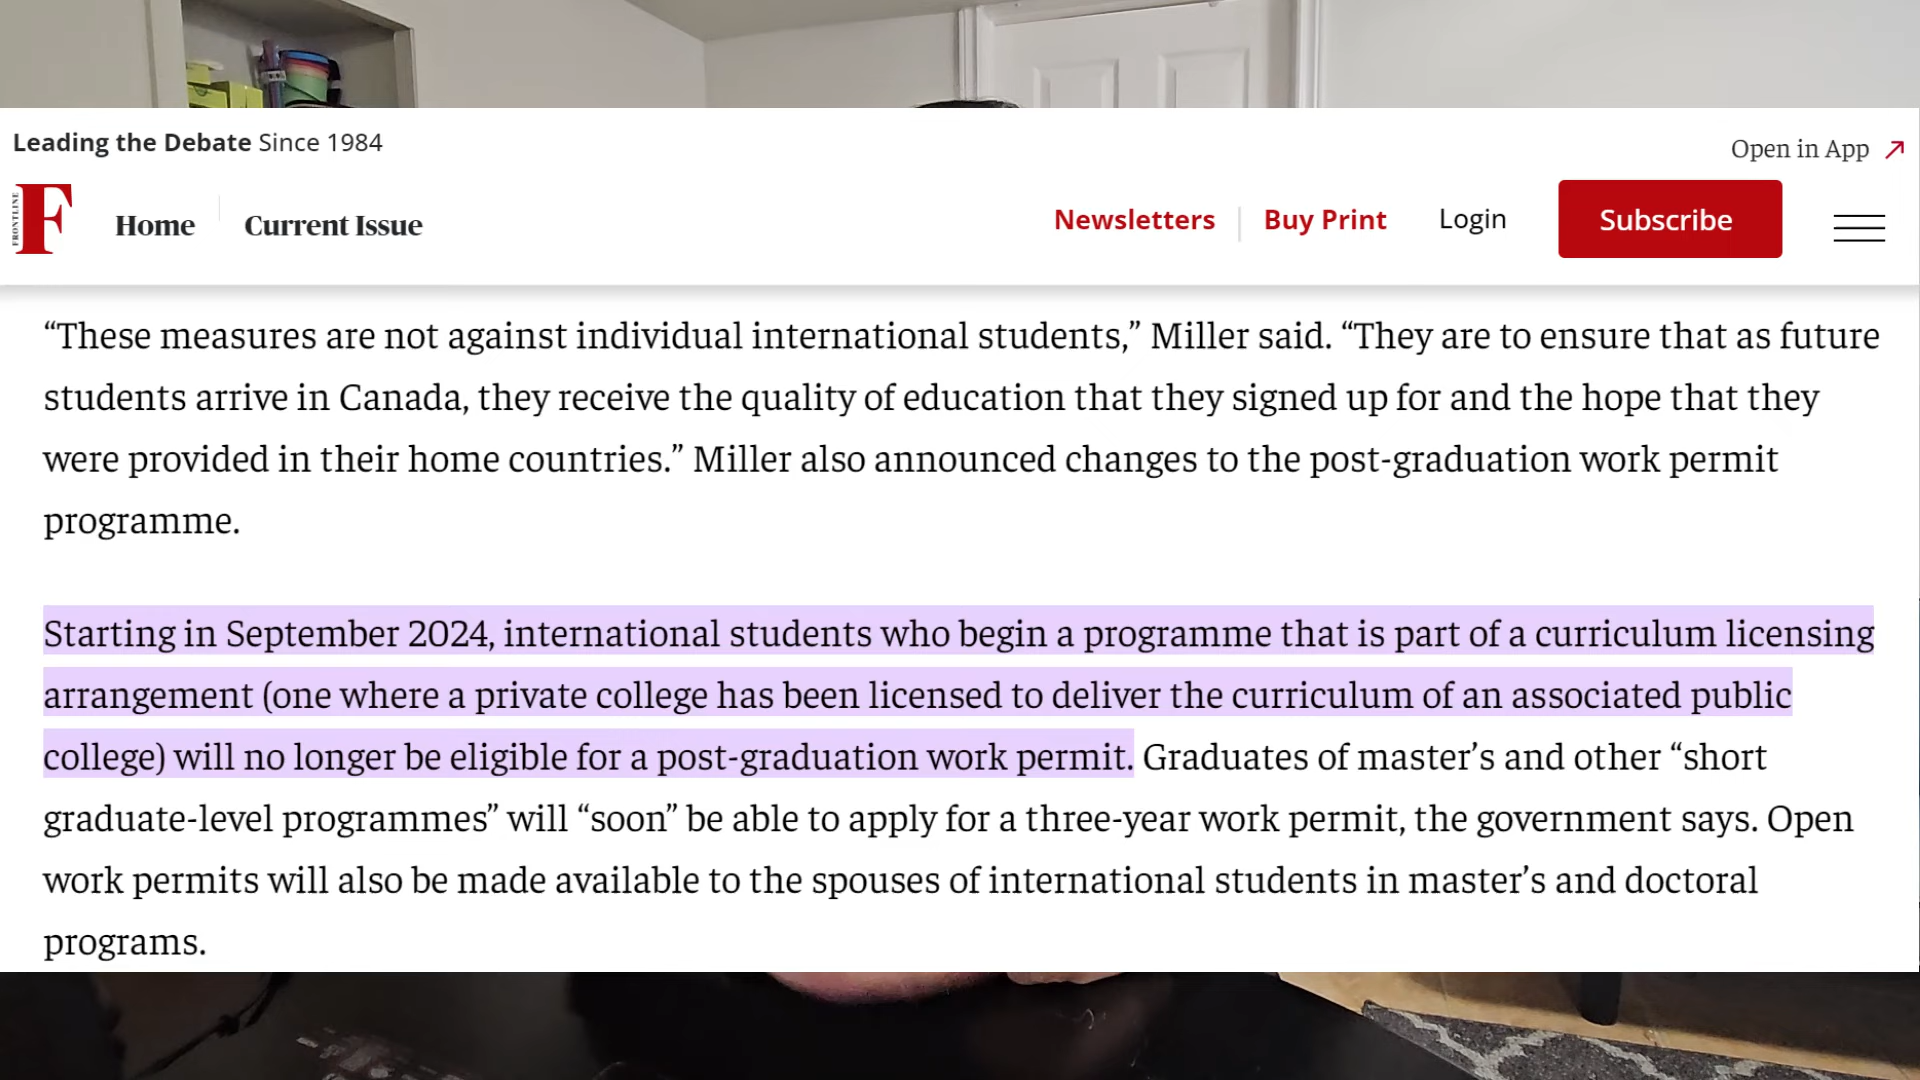 Leading the Debate Since 1984
Open in App
FRONTLINE
F
Home
Current Issue
Newsletters
Buy Print
Login
Subscribe
“These measures are not against individual international students,” Miller said. “They are to ensure that as future
students arrive in Canada, they receive the quality of education that they signed up for and the hope that they
were provided in their home countries.” Miller also announced changes to the post-graduation work permit
programme.
Starting in September 2024, international students who begin a programme that is part of a curriculum licensing
arrangement (one where a private college has been licensed to deliver the curriculum of an associated public
college) will no longer be eligible for a post-graduation work permit. Graduates of master’s and other “short
graduate-level programmes” will “soon” be able to apply for a three-year work permit, the government says. Open
work permits will also be made available to the spouses of international students in master’s and doctoral
programs.